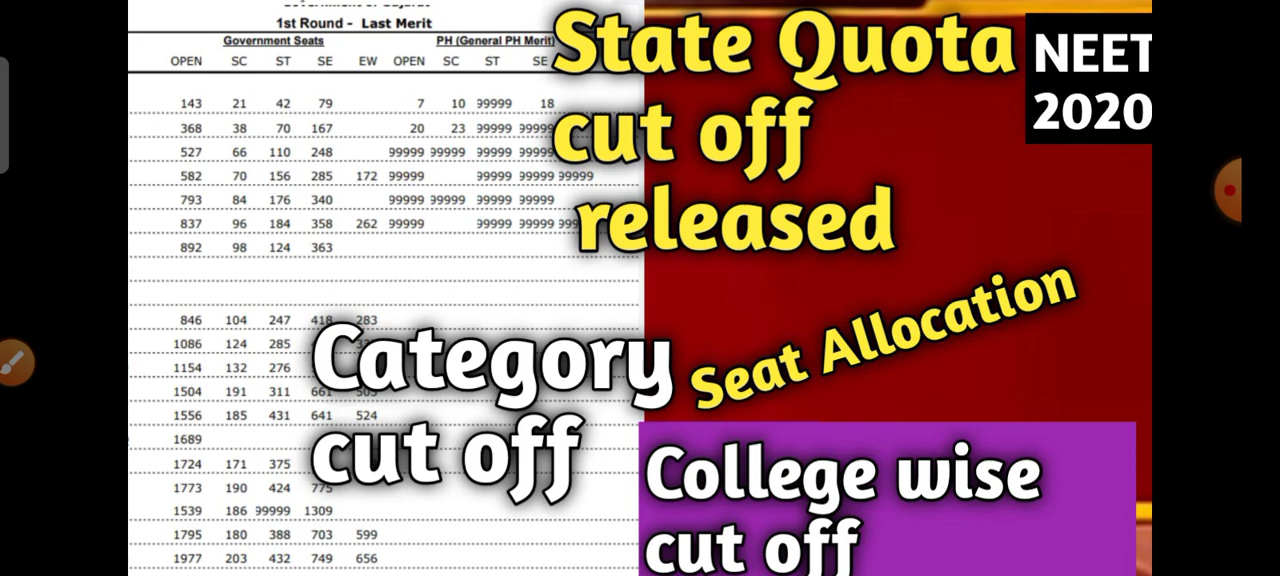 1st Round - Last Merit
Government Seats PH (General PH Merit)
OPEN SC ST SE EW OPEN SC ST SE
143 21 42 79 7 10 99999 18
368 38 70 167 20 23 99999 99999
527 66 110 248 99999 99999 99999 99999
582 70 156 285 172 99999 99999 99999 99999
793 84 176 340 99999 99999 99999 99999
837 96 184 358 262 99999 99999 99999
892 98 124 363
846 104 247 418 283
1086 124 285
1154 132 276
1504 191 311 661
1556 185 431 641 524
1689
1724 171 375
1773 190 424 775
1539 186 99999 1309
1795 180 388 703 599
1977 203 432 749 656
State Quota
cut off
released
NEET
2020
Seat Allocation
Category
cut off
College wise
cut off